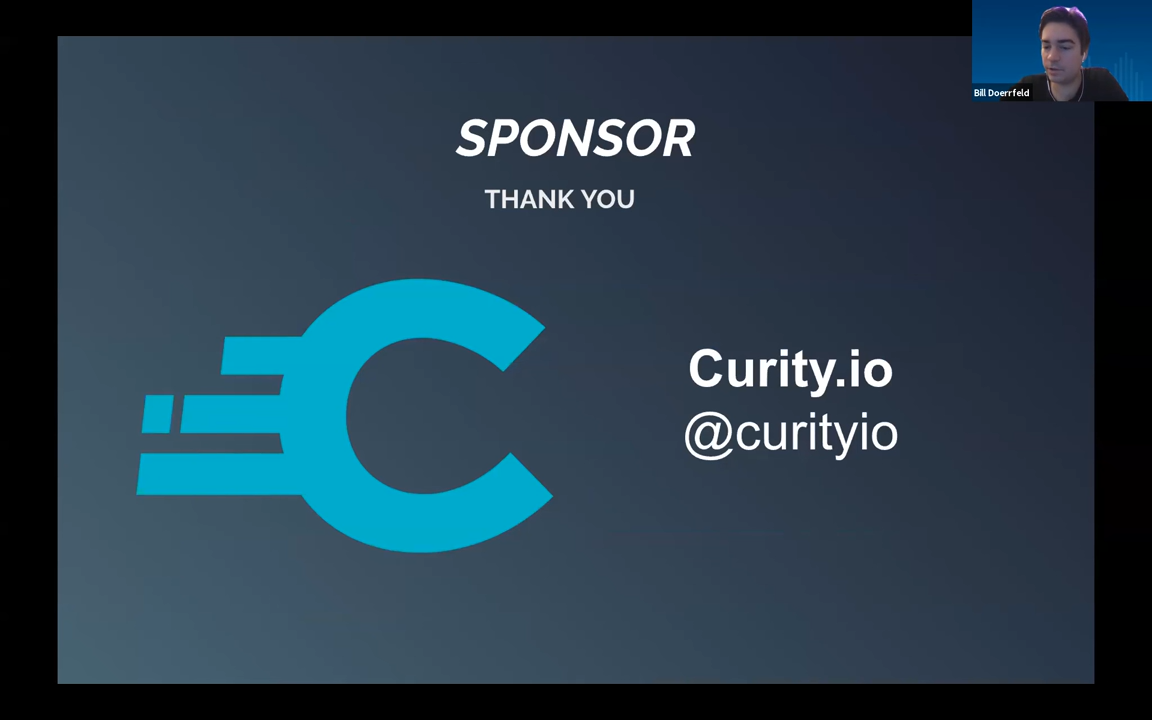 SPONSOR
THANK YOU
Curity.io
@curityio
Bill Doerrfeld